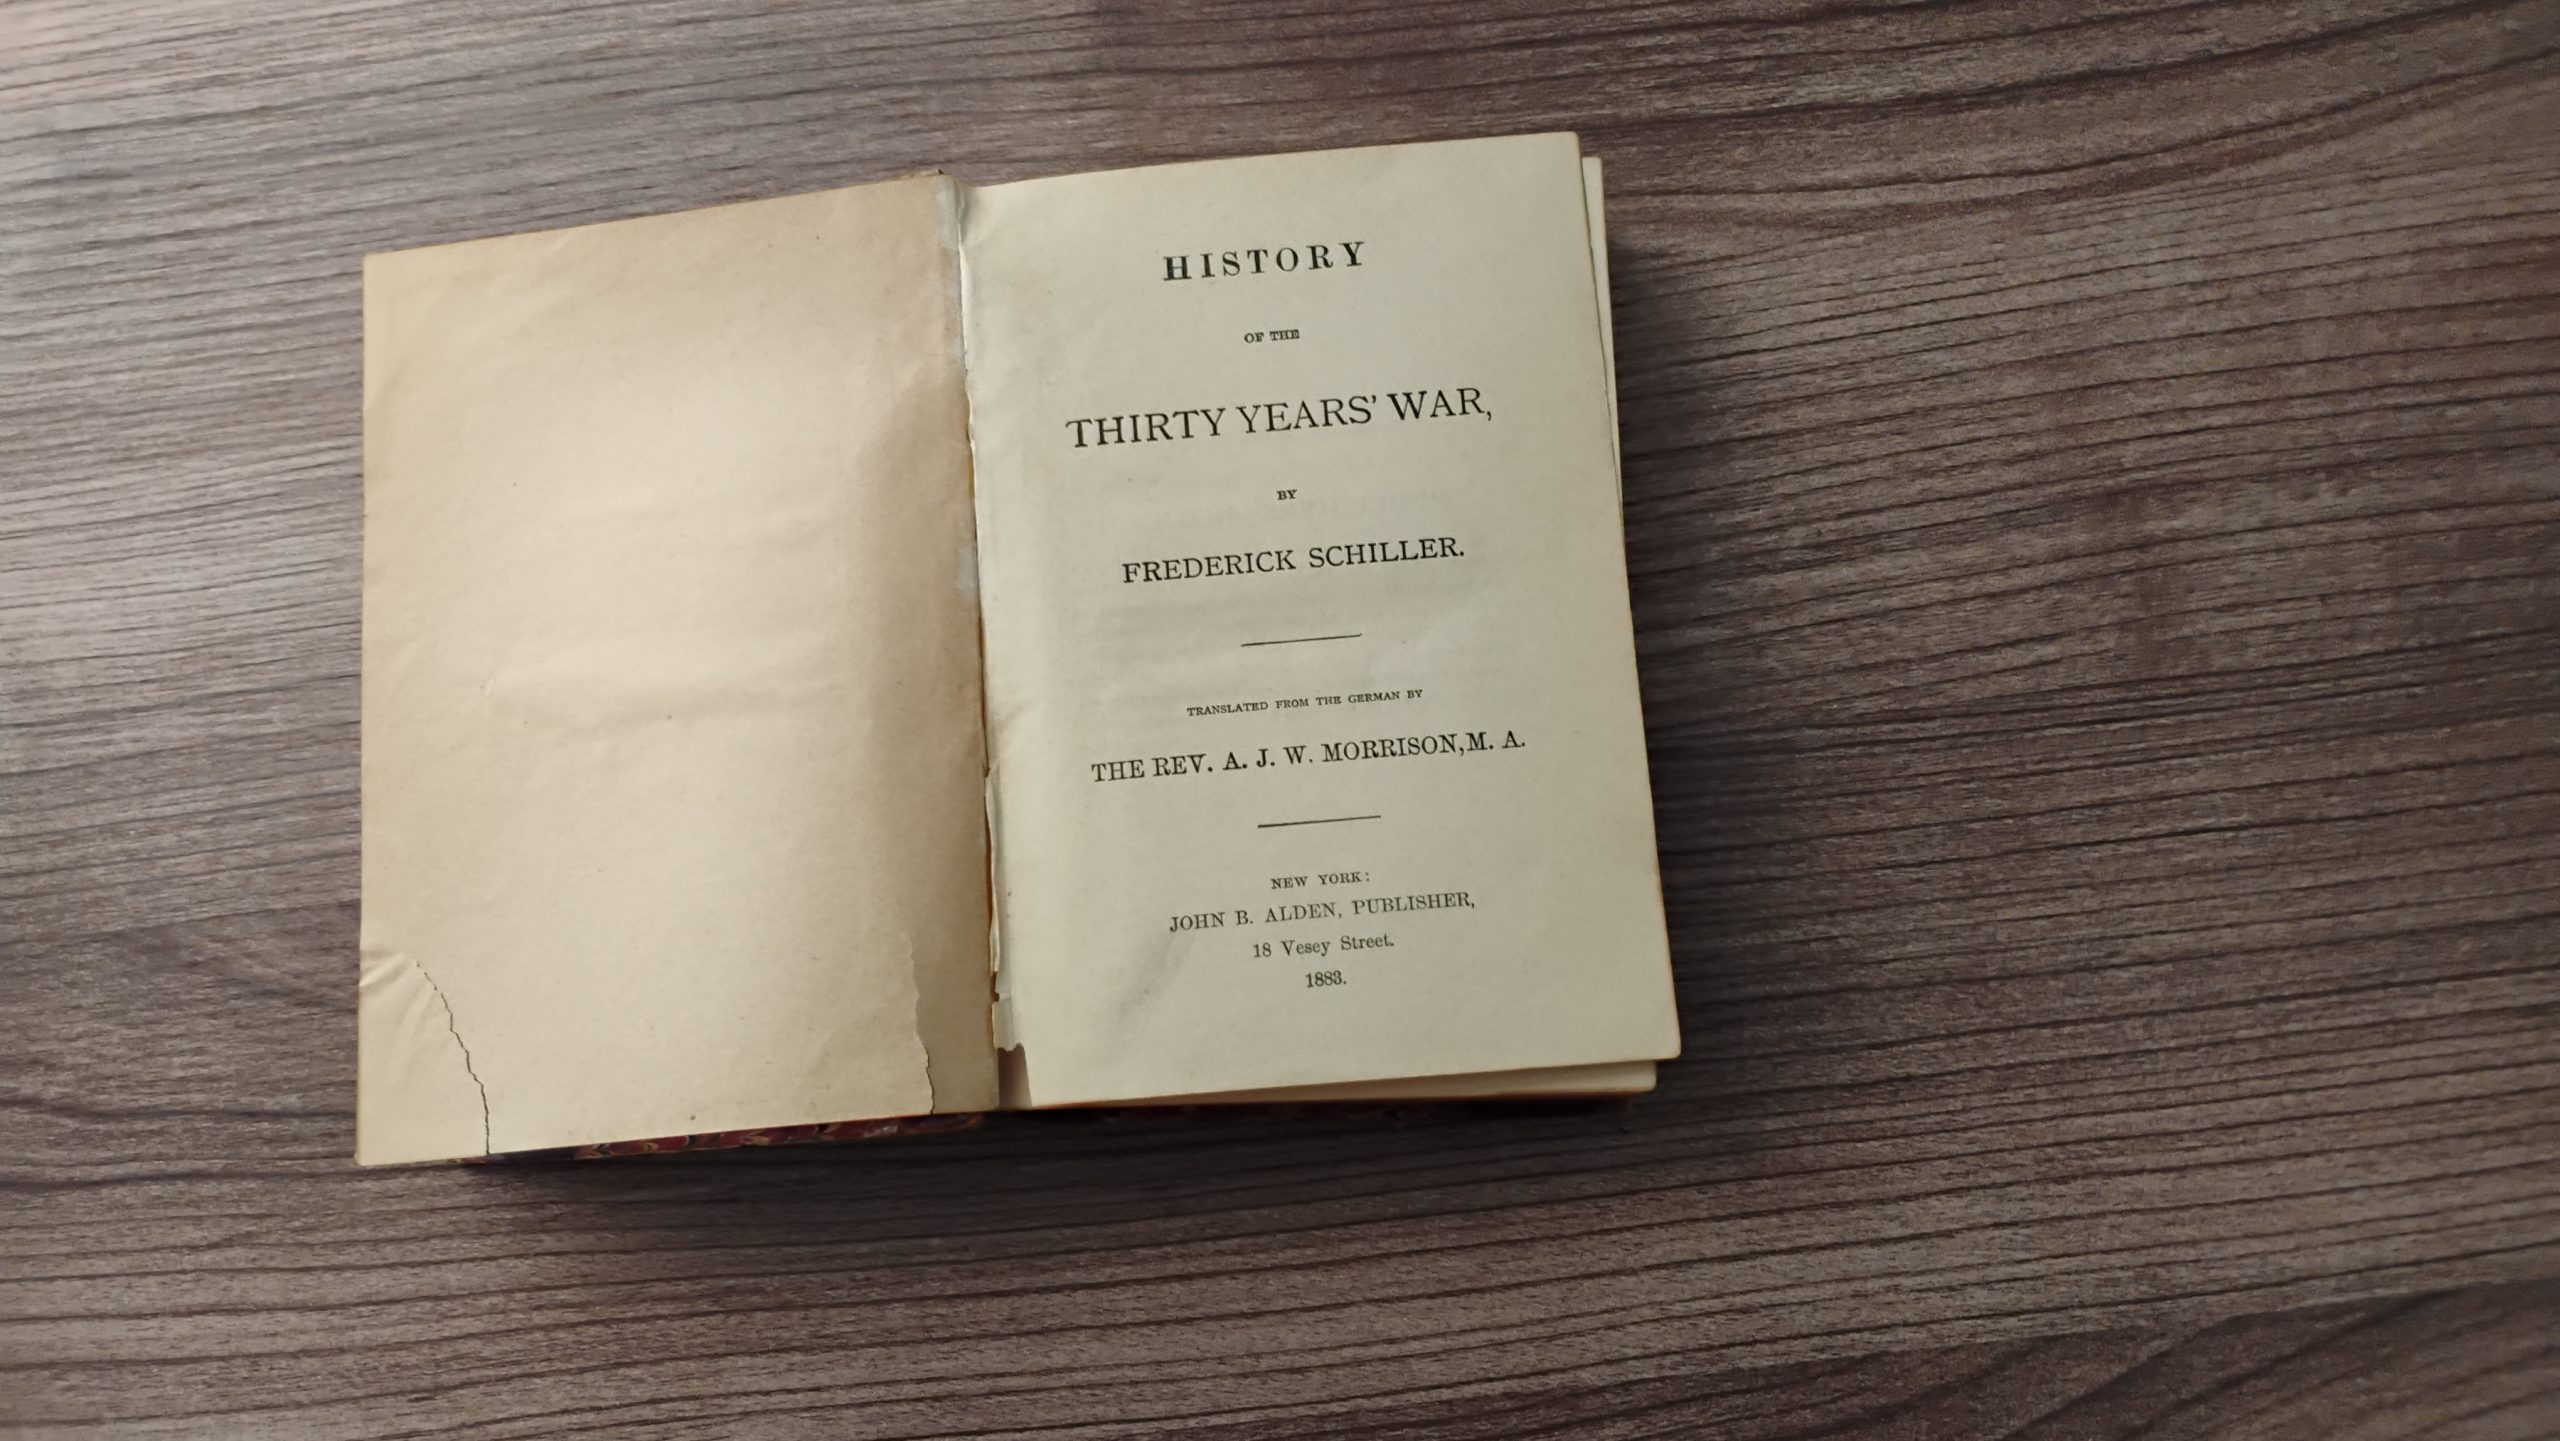 HISTORY
OF THE
THIRTY YEARS' WAR,
BY
FREDERICK SCHILLER.
TRANSLATED FROM THE GERMAN BY
THE REV. A. J. W. MORRISON, M. A.
NEW YORK:
JOHN B. ALDEN, PUBLISHER,
18 Vesey Street.
1883.